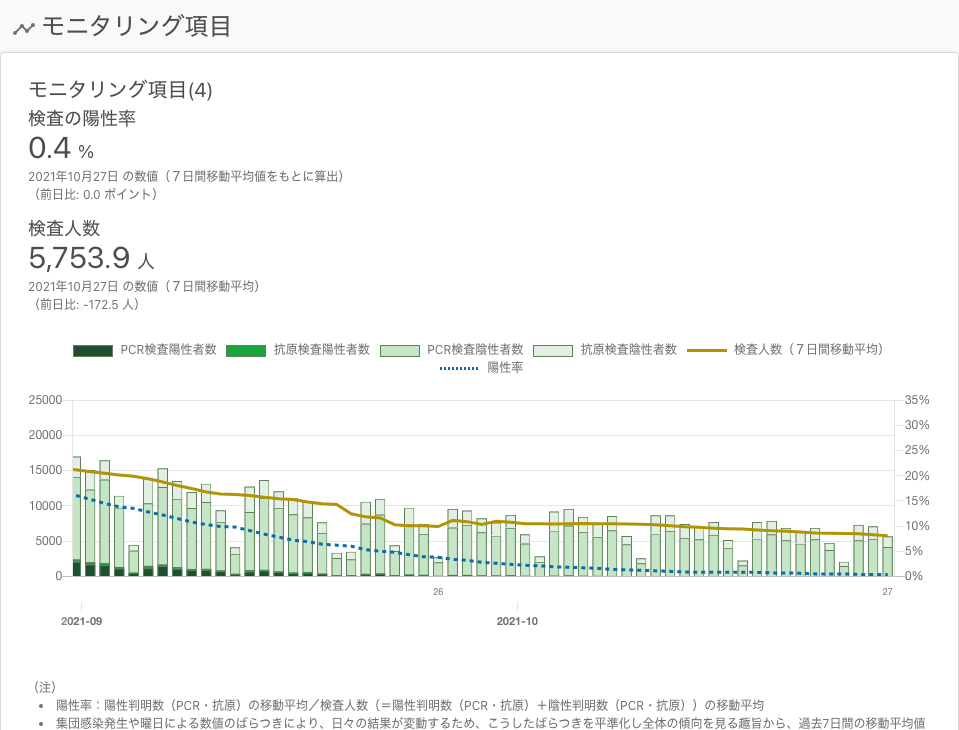 モニタリング項目
モニタリング項目(4)
検査の陽性率
0.4 %
2021年10月27日 の数値（７日間移動平均値をもとに算出）
（前日比: 0.0 ポイント）
検査人数
5,753.9 人
2021年10月27日 の数値（７日間移動平均）
（前日比: -172.5 人）
PCR検査陽性者数 抗原検査陽性者数 PCR検査陰性者数 抗原検査陰性者数 検査人数（７日間移動平均）
陽性率
25000 35%
30%
20000
25%
15000 20%
15%
10000
10%
5000
5%
0 0%
26 27
2021-09 2021-10
（注）
• 陽性率：陽性判明数（PCR・抗原）の移動平均／検査人数（＝陽性判明数（PCR・抗原）＋陰性判明数（PCR・抗原））の移動平均
• 集団感染発生や曜日による数値のばらつきにより、日々の結果が変動するため、こうしたばらつきを平準化し全体の傾向を見る趣旨から、過去7日間の移動平均値